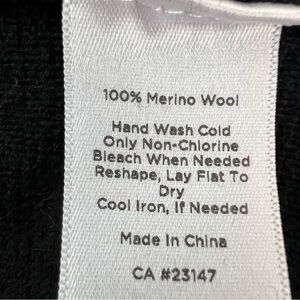 100% Merino Wool
Hand Wash Cold
Only Non-Chlorine
Bleach When Needed
Reshape, Lay Flat To
Dry
Cool Iron, If Needed
Made In China
CA #23147